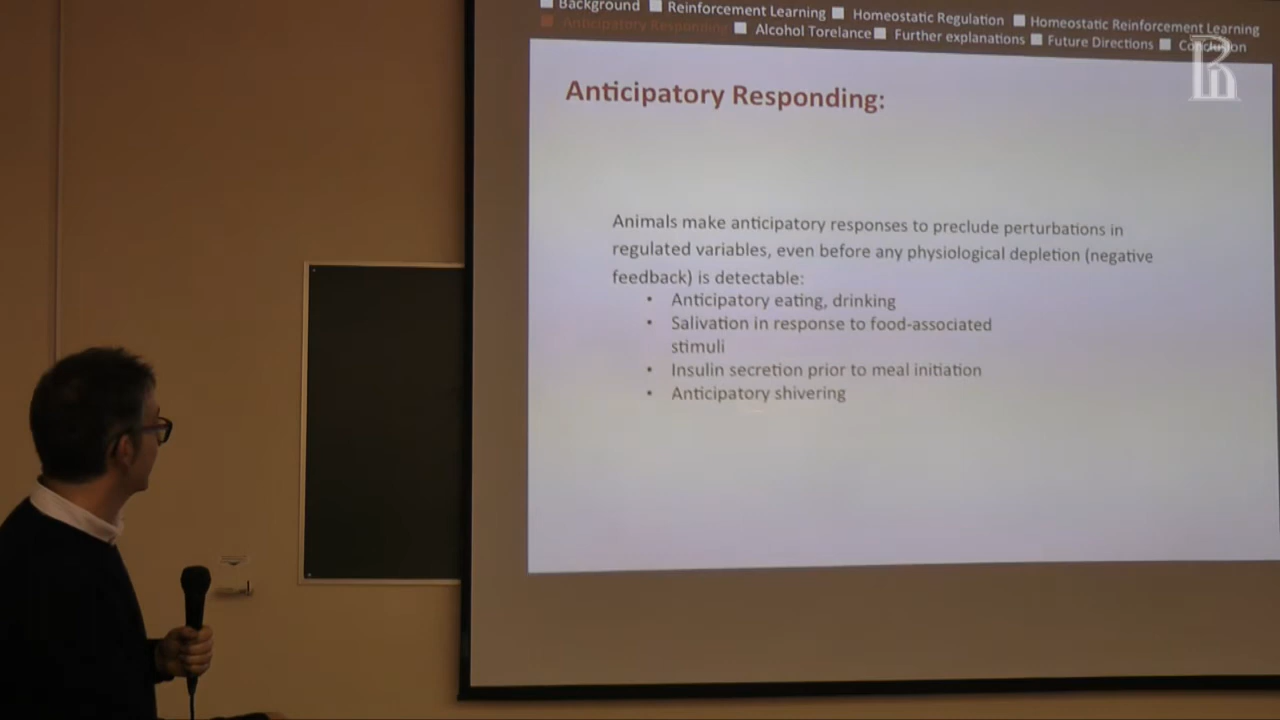 Background Reinforcement Learning Homeostatic Regulation Homeostatic Reinforcement Learning
Anticipatory Responding Alcohol Torelance Further explanations Future Directions Conclusion
Anticipatory Responding:
Animals make anticipatory responses to preclude perturbations in
regulated variables, even before any physiological depletion (negative
feedback) is detectable:
• Anticipatory eating, drinking
• Salivation in response to food-associated
stimuli
• Insulin secretion prior to meal initiation
• Anticipatory shivering